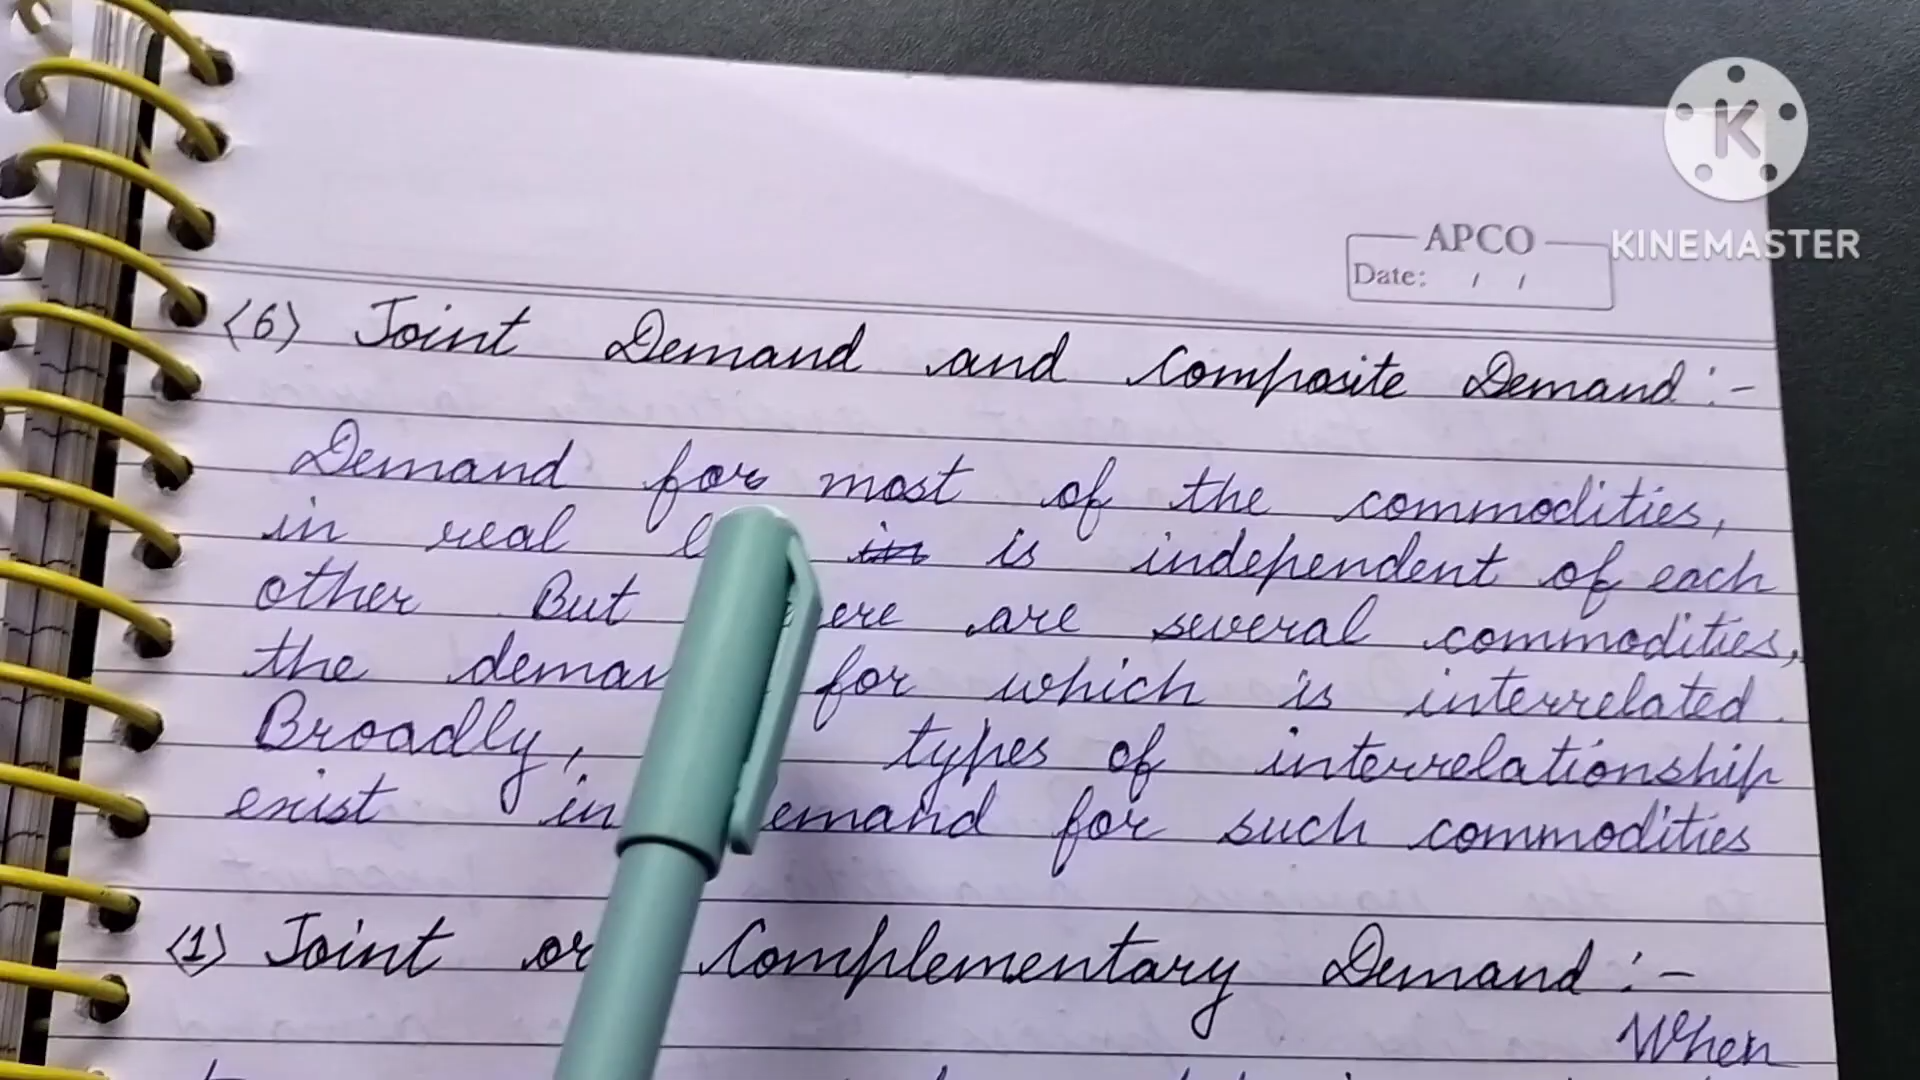 K
KINEMASTER
APCO
Date: / /
(6) Joint Demand and Composite Demand :-
Demand for most of the commodities,
in real is independent of each
other But are several commodities,
the for which is interrelated.
Broadly, types of interrelationship
exist in for such commodities
(1) Joint or Complementary Demand :-
When